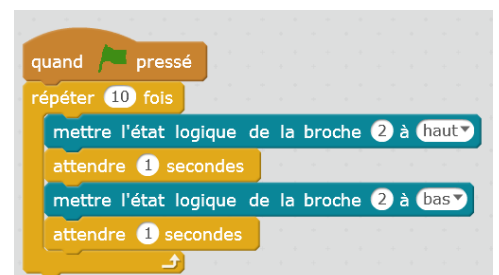 quand pressé
répéter 10 fois
mettre l'état logique de la broche 2 à haut
attendre 1 secondes
mettre l'état logique de la broche 2 à bas
attendre 1 secondes